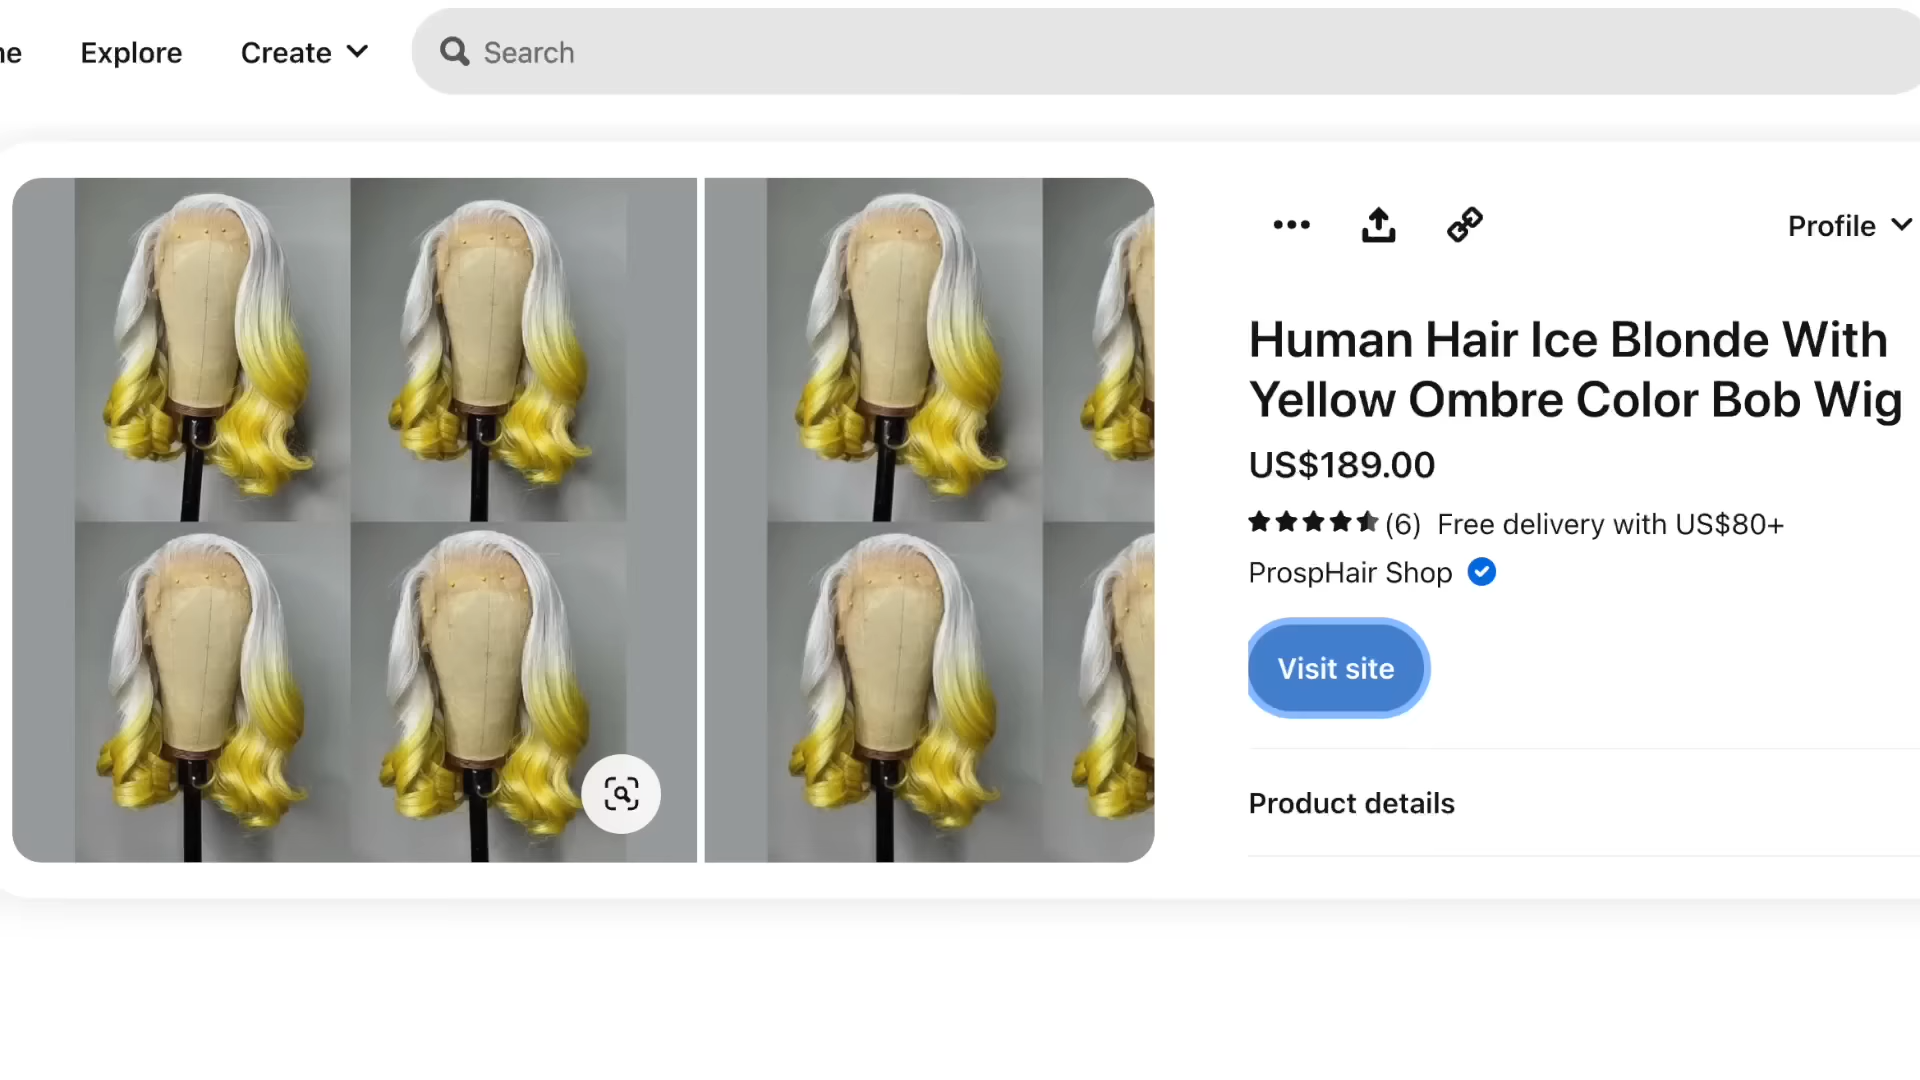 Explore
Create
Search
Profile
Human Hair Ice Blonde With
Yellow Ombre Color Bob Wig
US$189.00
(6) Free delivery with US$80+
ProspHair Shop
Visit site
Product details